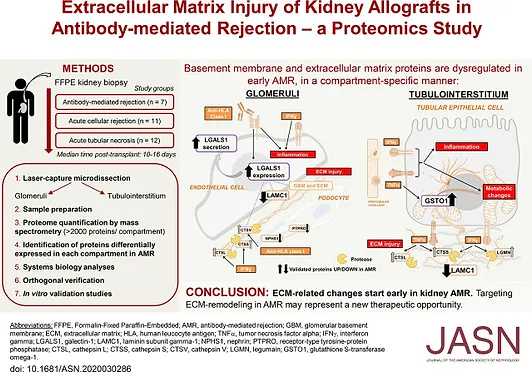 Extracellular Matrix Injury of Kidney Allografts in
Antibody-mediated Rejection – a Proteomics Study
METHODS
FFPE kidney biopsy
Study groups
Antibody-mediated rejection (n = 7)
Acute cellular rejection (n = 11)
Acute tubular necrosis (n = 12)
Median time post-transplant: 10-16 days
1. Laser-capture microdissection
Glomeruli
Tubulointerstitium
2. Sample preparation
3. Proteome quantification by mass
spectrometry (>2000 proteins/ compartment)
4. Identification of proteins differentially
expressed in each compartment in AMR
5. Systems biology analyses
6. Orthogonal verification
7. In vitro validation studies
Basement membrane and extracellular matrix proteins are dysregulated in
early AMR, in a compartment-specific manner:
GLOMERULI
Anti-HLA
Class I
IFNγ
LGALS1
secretion
Inflammation
LGALS1
expression
ECM injury
ENDOTHELIAL CELL
LAMC1
GBM and ECM
PODOCYTE
CTSV
PTPRO
NPHS1
CTSL
CTSS
Anti-HLA class I
IFNγ
Protease
Validated proteins UP/DOWN in AMR
TUBULOINTERSTITIUM
TUBULAR EPITHELIAL CELL
IFNγ
Inflammation
TNFα
Metabolic
changes
GSTO1
PERITUBULAR
CAPILLARY
ECM injury
TNFα
IFNγ
CTSL
CTSS
CTSV
LGMN
LAMC1
CONCLUSION: ECM-related changes start early in kidney AMR. Targeting
ECM-remodeling in AMR may represent a new therapeutic opportunity.
Abbreviations: FFPE, Formalin-Fixed Paraffin-Embedded; AMR, antibody-mediated rejection; GBM, glomerular basement
membrane; ECM, extracellular matrix; HLA, human leucocyte antigen; TNFα, tumor necrosis factor alpha; IFNγ, interferon
gamma; LGALS1, galectin-1; LAMC1, laminin subunit gamma-1; NPHS1, nephrin; PTPRO, receptor-type tyrosine-protein
phosphatase; CTSL, cathepsin L; CTSS, cathepsin S; CTSV, cathepsin V; LGMN, legumain; GSTO1, glutathione S-transferase
omega-1.
doi: 10.1681/ASN.2020030286
JASN
JOURNAL OF THE AMERICAN SOCIETY OF NEPHROLOGY